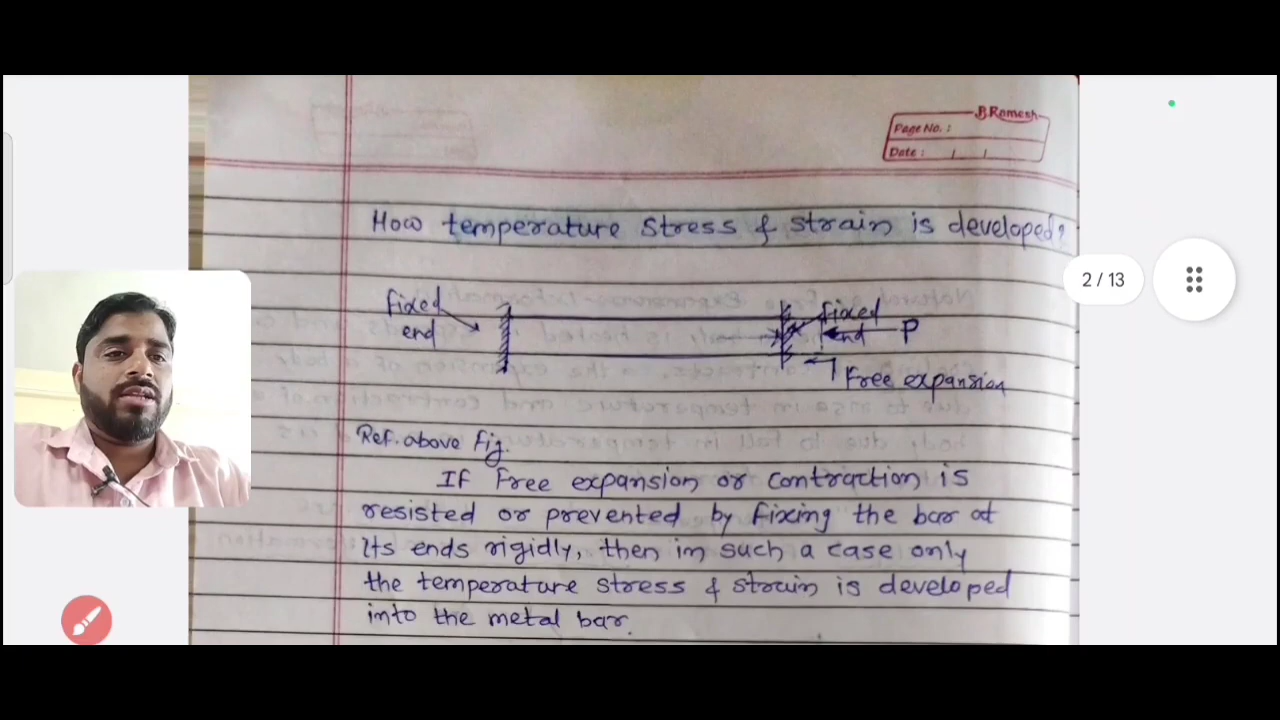 B.Ramesh
Page No. :
Date : / /
How temperature stress & strain is developed?
2 / 13
fixed
end
fixed
end
P
Free expansion
Ref. above Fig.
If Free expansion or contraction is
resisted or prevented by fixing the bar at
its ends rigidly, then in such a case only
the temperature stress & strain is developed
into the metal bar.